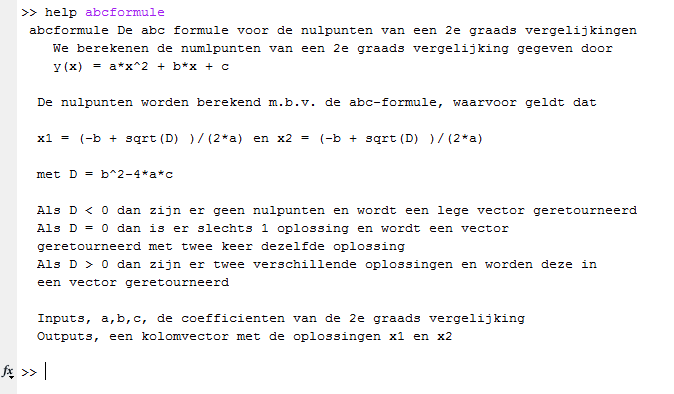 >> help abcformule
abcformule De abc formule voor de nulpunten van een 2e graads vergelijkingen
We berekenen de numlpunten van een 2e graads vergelijking gegeven door
y(x) = a*x^2 + b*x + c
De nulpunten worden berekend m.b.v. de abc-formule, waarvoor geldt dat
x1 = (-b + sqrt(D) )/(2*a) en x2 = (-b + sqrt(D) )/(2*a)
met D = b^2-4*a*c
Als D < 0 dan zijn er geen nulpunten en wordt een lege vector geretourneerd
Als D = 0 dan is er slechts 1 oplossing en wordt een vector
geretourneerd met twee keer dezelfde oplossing
Als D > 0 dan zijn er twee verschillende oplossingen en worden deze in
een vector geretourneerd
Inputs, a,b,c, de coefficienten van de 2e graads vergelijking
Outputs, een kolomvector met de oplossingen x1 en x2
fx >>